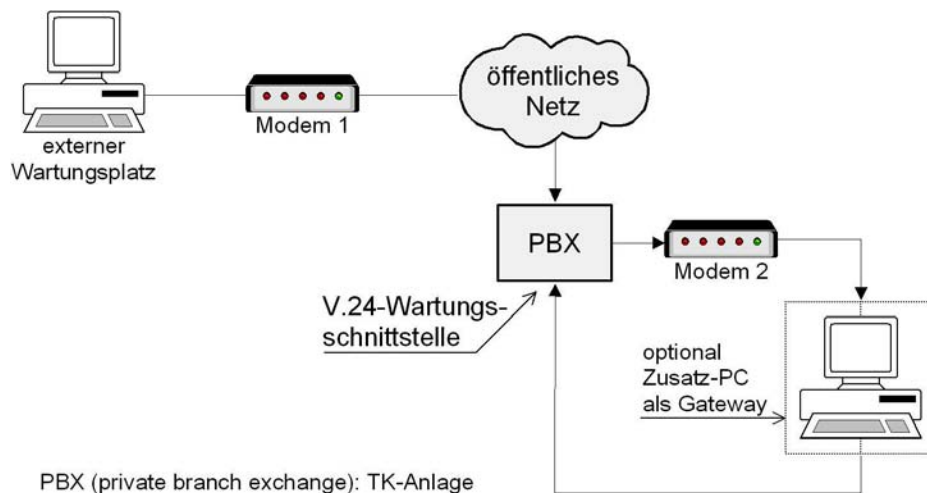 öffentliches
Netz
Modem 1
externer
Wartungsplatz
PBX
Modem 2
V.24-Wartungs-
schnittstelle
optional
Zusatz-PC
als Gateway
PBX (private branch exchange): TK-Anlage